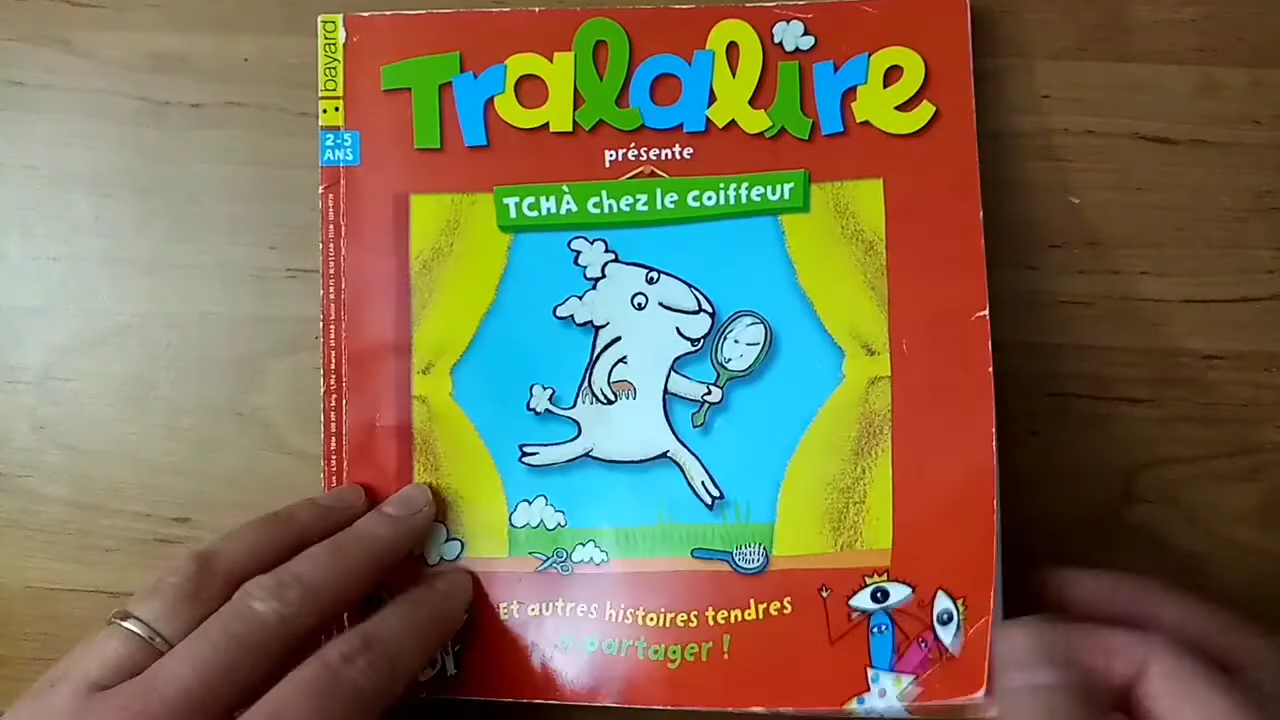 bayard
2-5
ANS
Tralalire
présente
TCHÀ chez le coiffeur
Et autres histoires tendres
à partager !